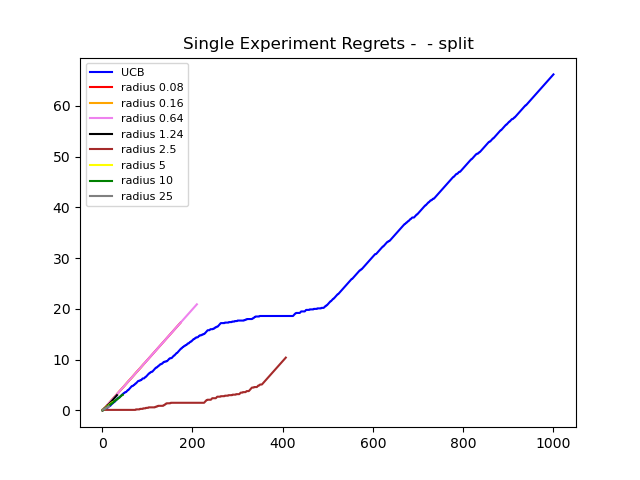 Single Experiment Regrets -  - split
UCB
radius 0.08
radius 0.16
radius 0.64
radius 1.24
radius 2.5
radius 5
radius 10
radius 25
60
50
40
30
20
10
0
0 200 400 600 800 1000